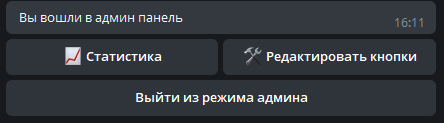 Вы вошли в админ панель
16:11
📈 Статистика
🛠 Редактировать кнопки
Выйти из режима админа